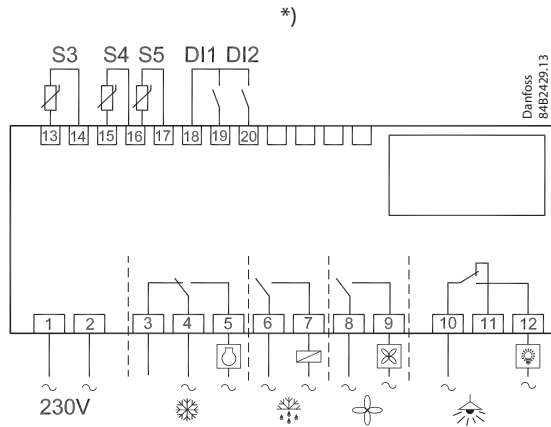 *)
S3 S4 S5 DI1 DI2
Danfoss
84B2429.13
13 14 15 16 17 18 19 20
1 2 3 4 5 6 7 8 9 10 11 12
230V